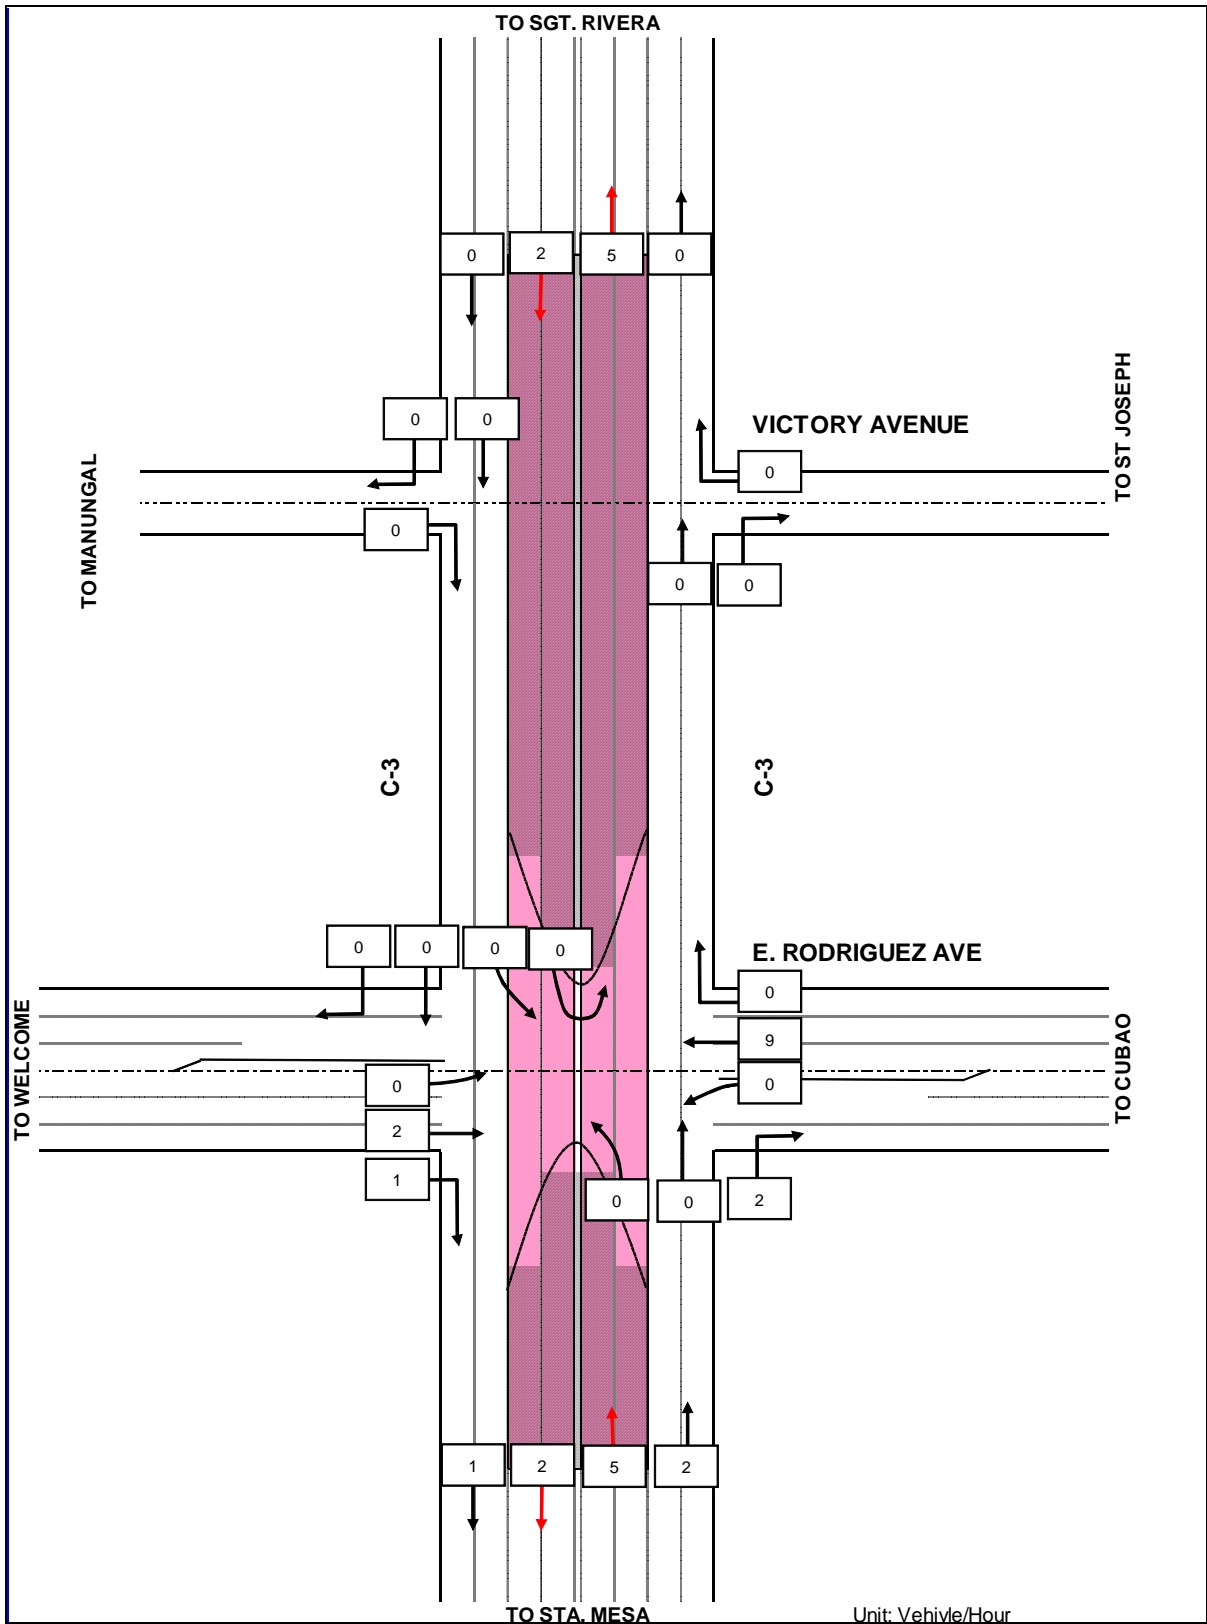 TO SGT. RIVERA
0 2 5 0
0 0
VICTORY AVENUE
TO ST JOSEPH
0
TO MANUNGAL
0
0 0
C-3
C-3
0 0 0 0
E. RODRIGUEZ AVE
0
9
0
TO WELCOME
TO CUBAO
0
2
1
0 0 2
1 2 5 2
TO STA. MESA
Unit: Vehivle/Hour